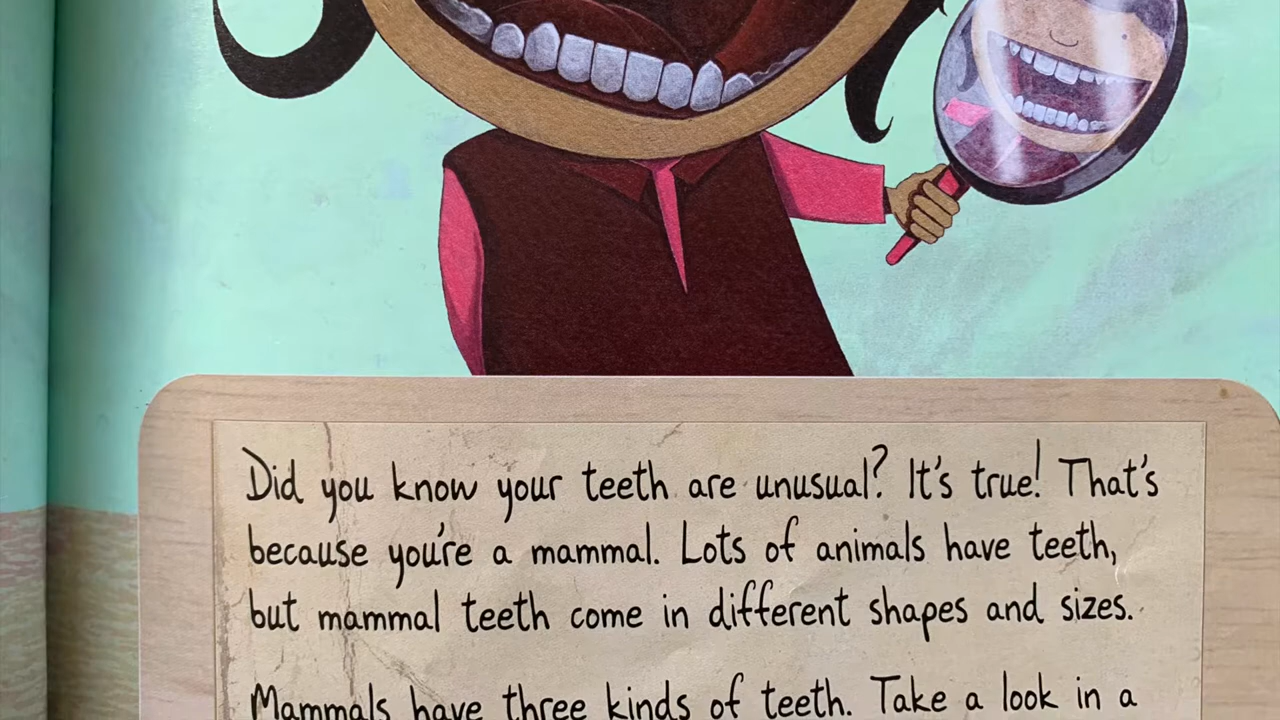 Did you know your teeth are unusual? It's true! That's
because you're a mammal. Lots of animals have teeth,
but mammal teeth come in different shapes and sizes.
Mammals have three kinds of teeth. Take a look in a